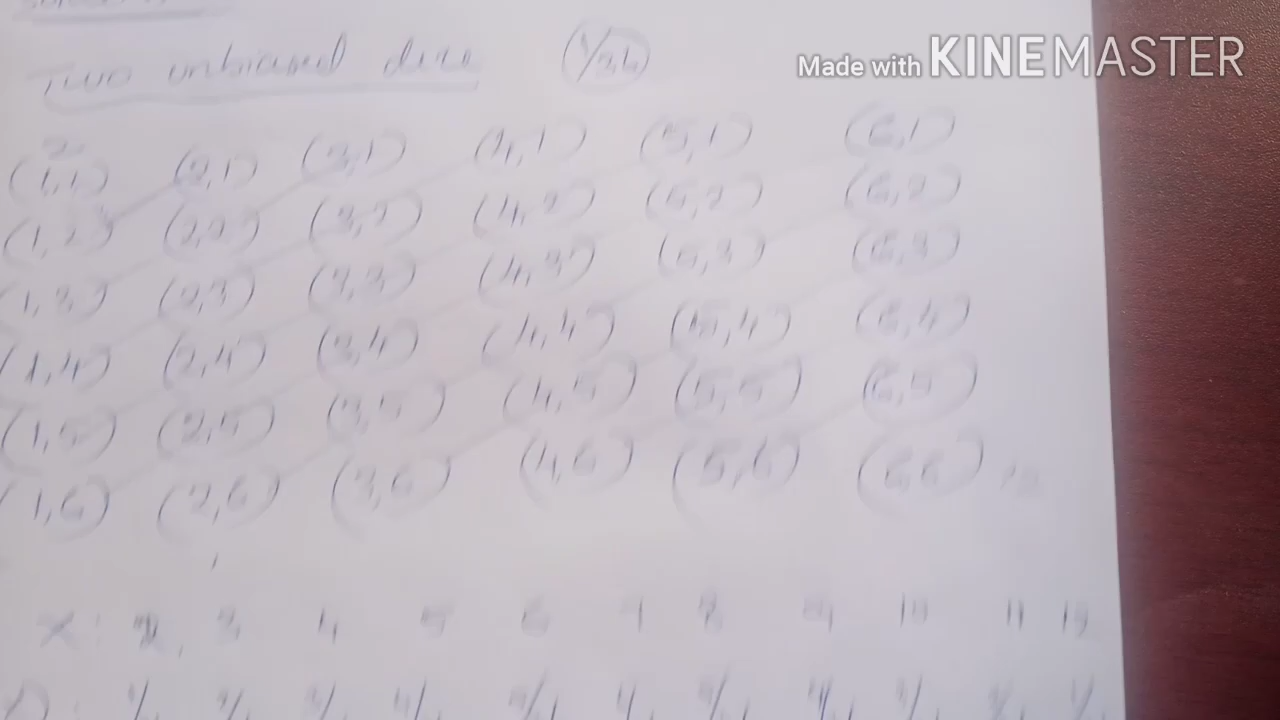 Made with KINEMASTER
Two unbiased dice (1/36)
(1,1) (2,1) (3,1) (4,1) (5,1) (6,1)
(1,2) (2,2) (3,2) (4,2) (5,2) (6,2)
(1,3) (2,3) (3,3) (4,3) (5,3) (6,3)
(1,4) (2,4) (3,4) (4,4) (5,4) (6,4)
(1,5) (2,5) (3,5) (4,5) (5,5) (6,5)
(1,6) (2,6) (3,6) (4,6) (5,6) (6,6)
X: 2, 3, 4 5 6 7 8 9 10 11 12